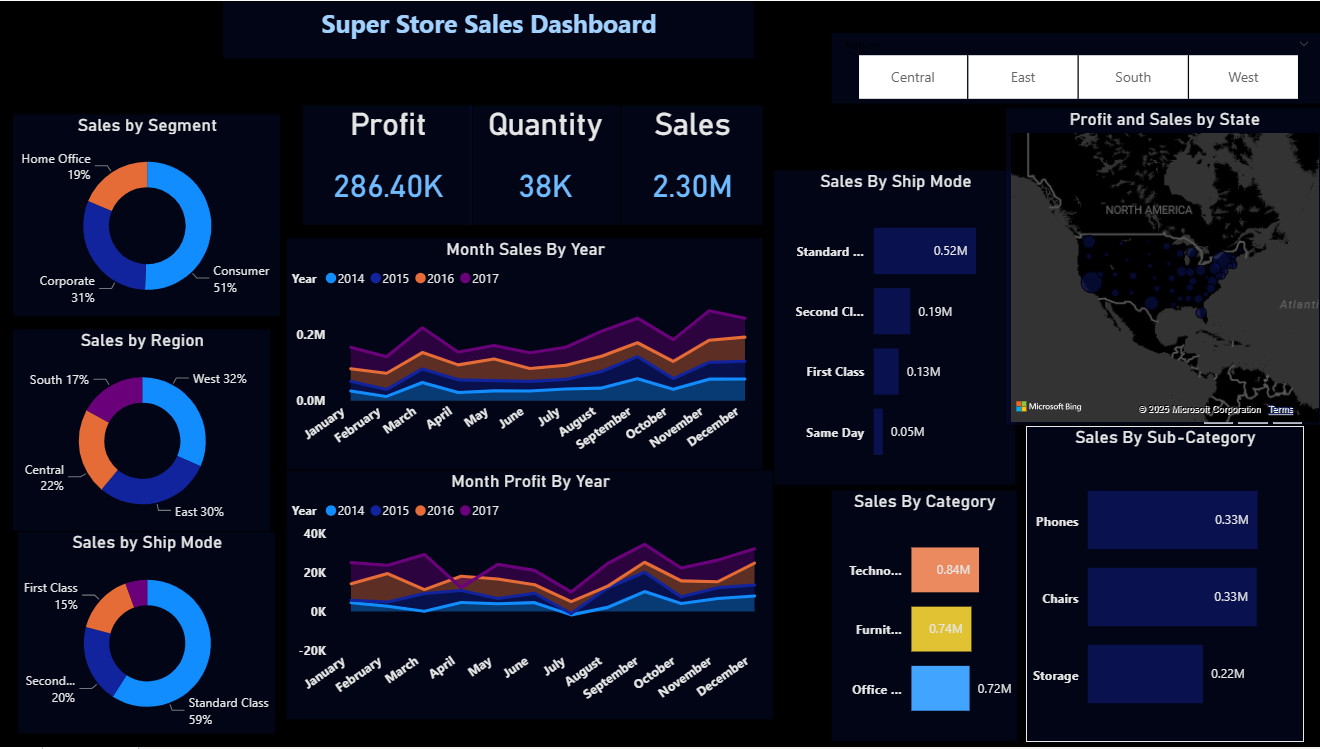 Super Store Sales Dashboard
Central
East
South
West
Sales by Segment
Home Office
19%
Corporate
31%
Consumer
51%
Profit
286.40K
Quantity
38K
Sales
2.30M
Profit and Sales by State
NORTH AMERICA
Atlanti
Microsoft Bing
© 2025 Microsoft Corporation Terms
Sales By Ship Mode
Standard ...
0.52M
Second Cl...
0.19M
First Class
0.13M
Same Day
0.05M
Month Sales By Year
Year 2014 2015 2016 2017
0.2M
0.0M
January
February
March
April
May
June
July
August
September
October
November
December
Sales by Region
South 17%
West 32%
Central
22%
East 30%
Month Profit By Year
Year 2014 2015 2016 2017
40K
20K
0K
-20K
January
February
March
April
May
June
July
August
September
October
November
December
Sales by Ship Mode
First Class
15%
Second...
20%
Standard Class
59%
Sales By Category
Techno...
0.84M
Furnit...
0.74M
Office ...
0.72M
Sales By Sub-Category
Phones
0.33M
Chairs
0.33M
Storage
0.22M